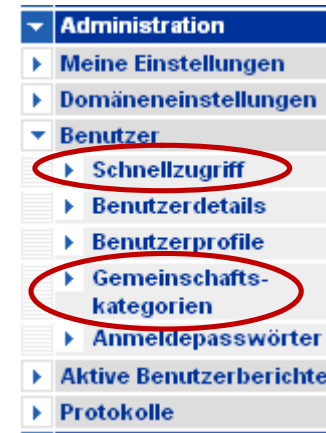 Administration
Meine Einstellungen
Domäneneinstellungen
Benutzer
Schnellzugriff
Benutzerdetails
Benutzerprofile
Gemeinschafts-
kategorien
Anmeldepasswörter
Aktive Benutzerberichte
Protokolle